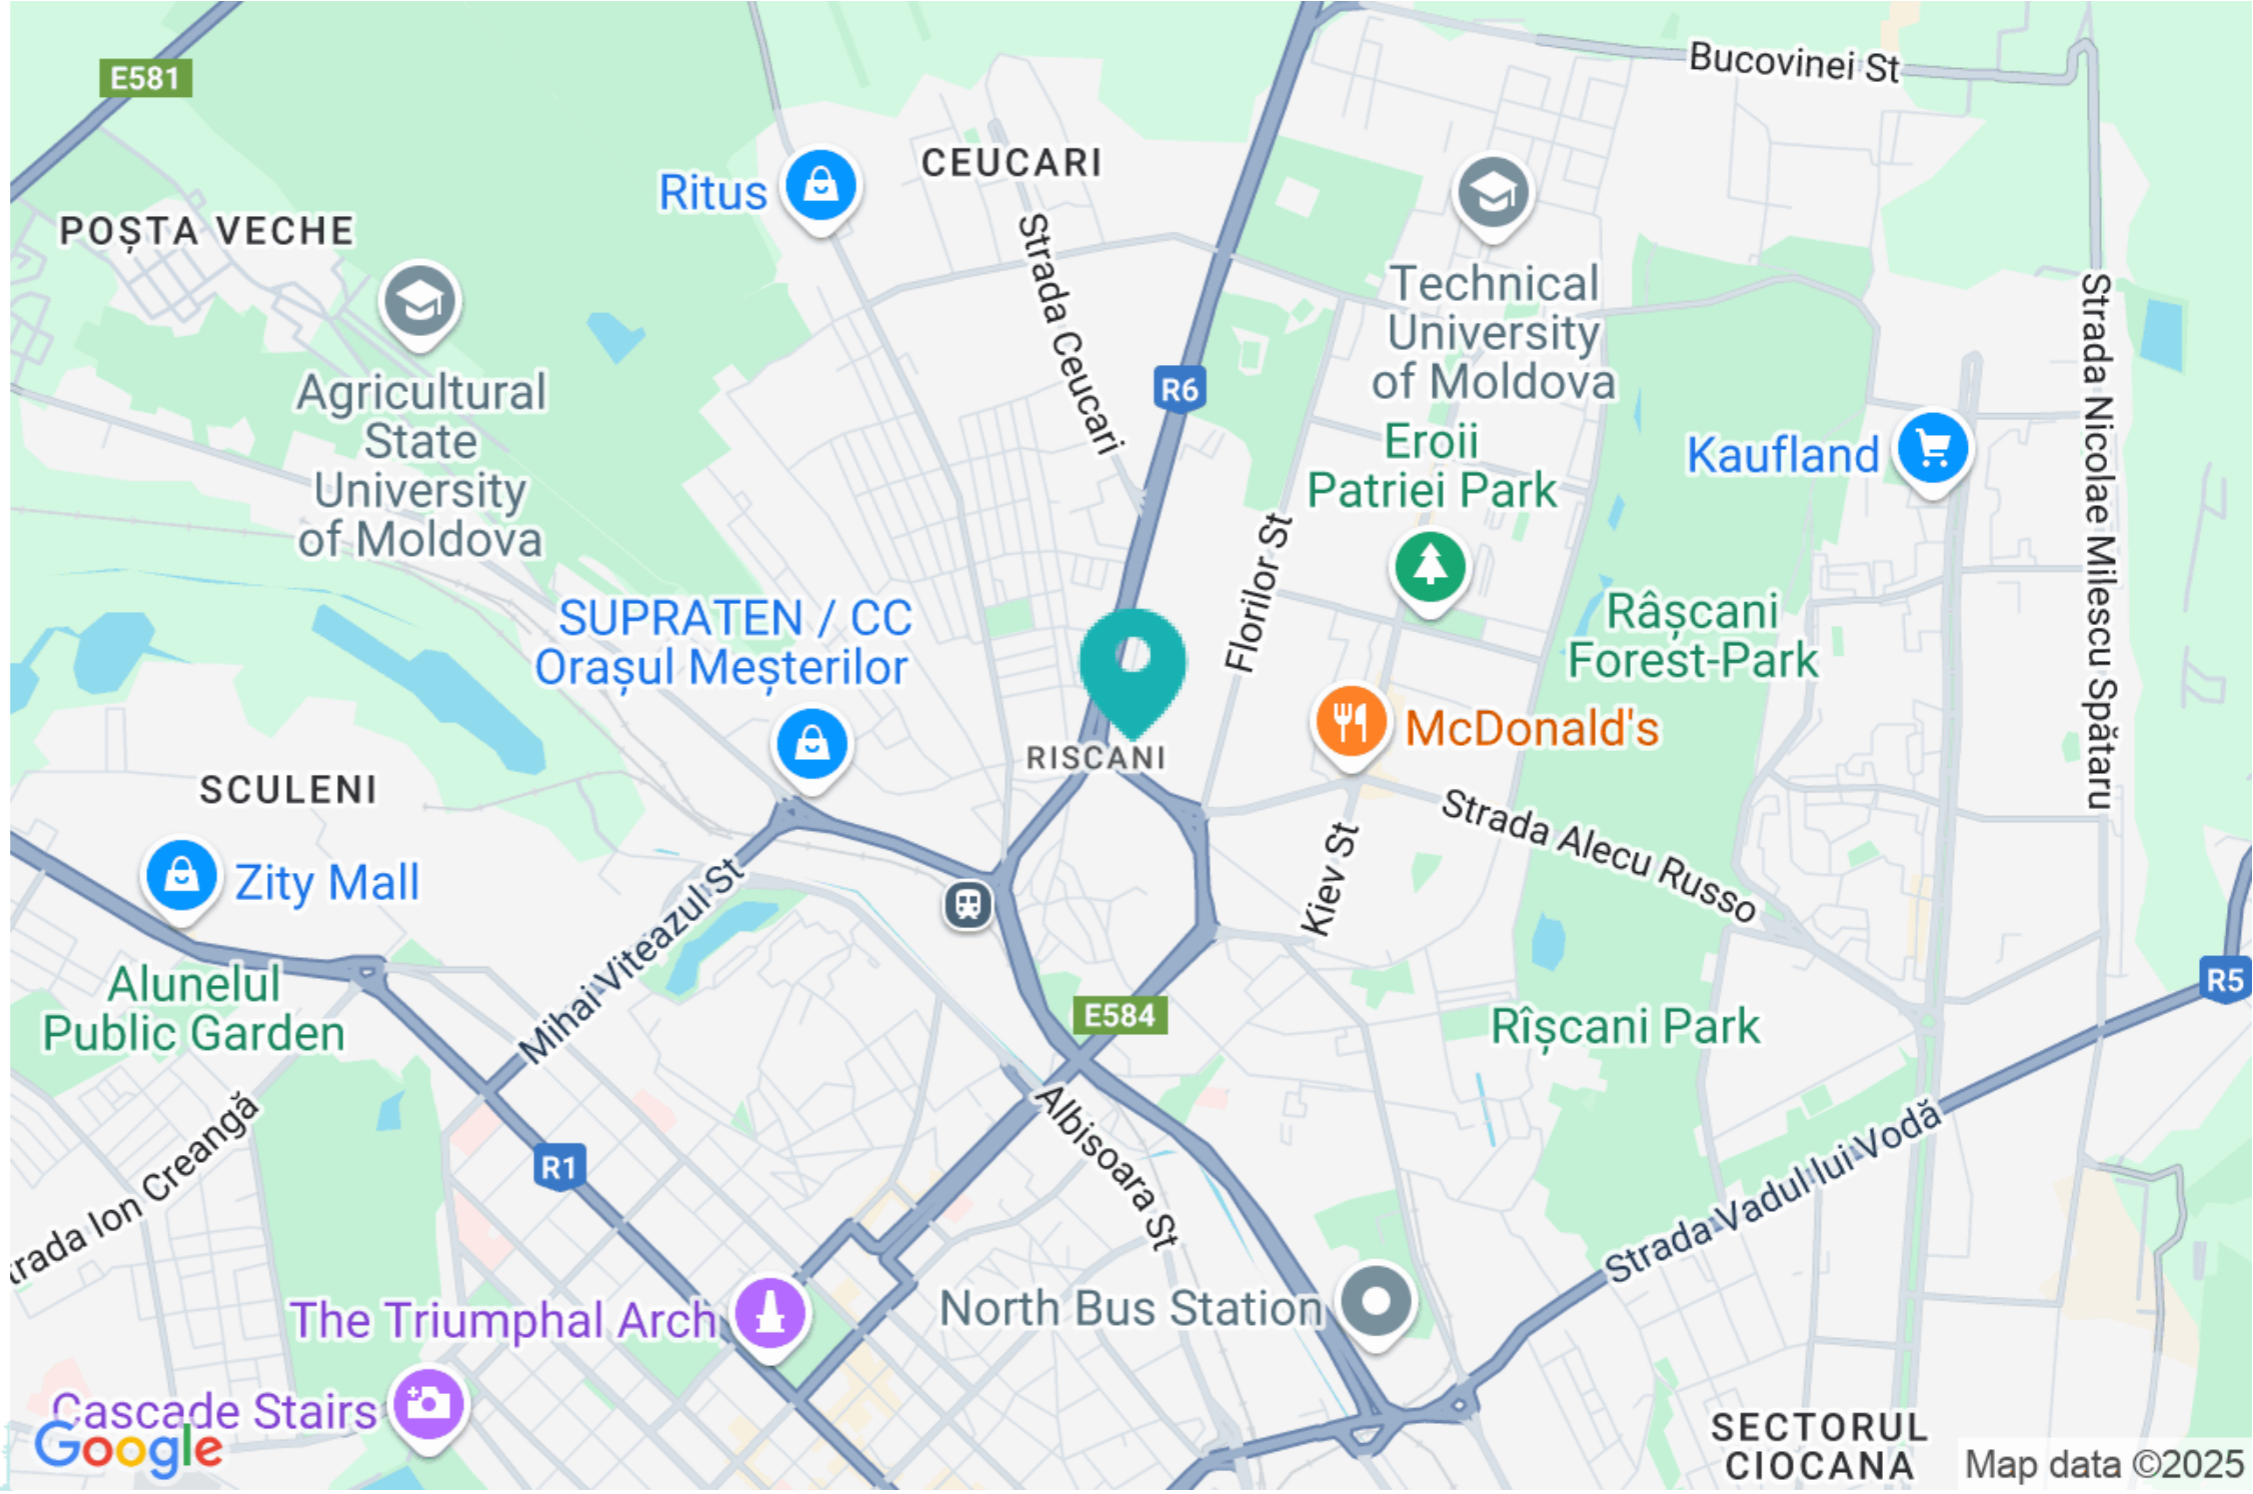 Bucovinei St
E581
CEUCARI
Ritus
POȘTA VECHE
Strada Ceucari
Technical
University
of Moldova
Strada Nicolae Milescu Spătaru
R6
Agricultural
State
University
of Moldova
Eroii
Patriei Park
Kaufland
Florilor St
SUPRATEN / CC
Orașul Meșterilor
Râșcani
Forest-Park
McDonald's
RISCANI
SCULENI
Strada Alecu Russo
Kiev St
Zity Mall
Mihai Viteazul St
R5
Alunelul
Public Garden
E584
Rîșcani Park
Albisoara St
Strada Vadul lui Vodă
R1
trada Ion Creangă
North Bus Station
The Triumphal Arch
Cascade Stairs
Google
SECTORUL
CIOCANA
Map data ©2025